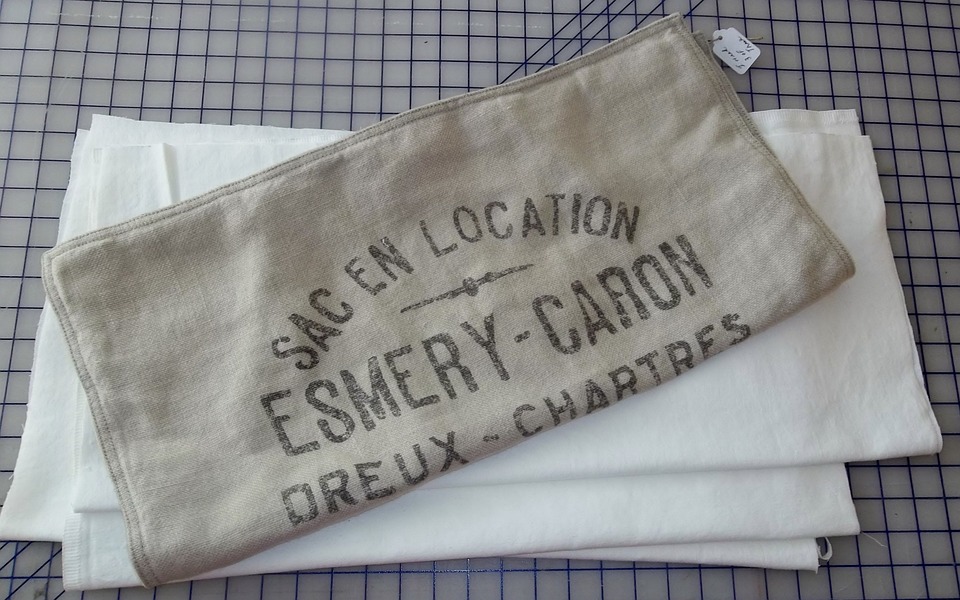 SAC EN LOCATION
ESMERY-CARON
DREUX-CHARTRES